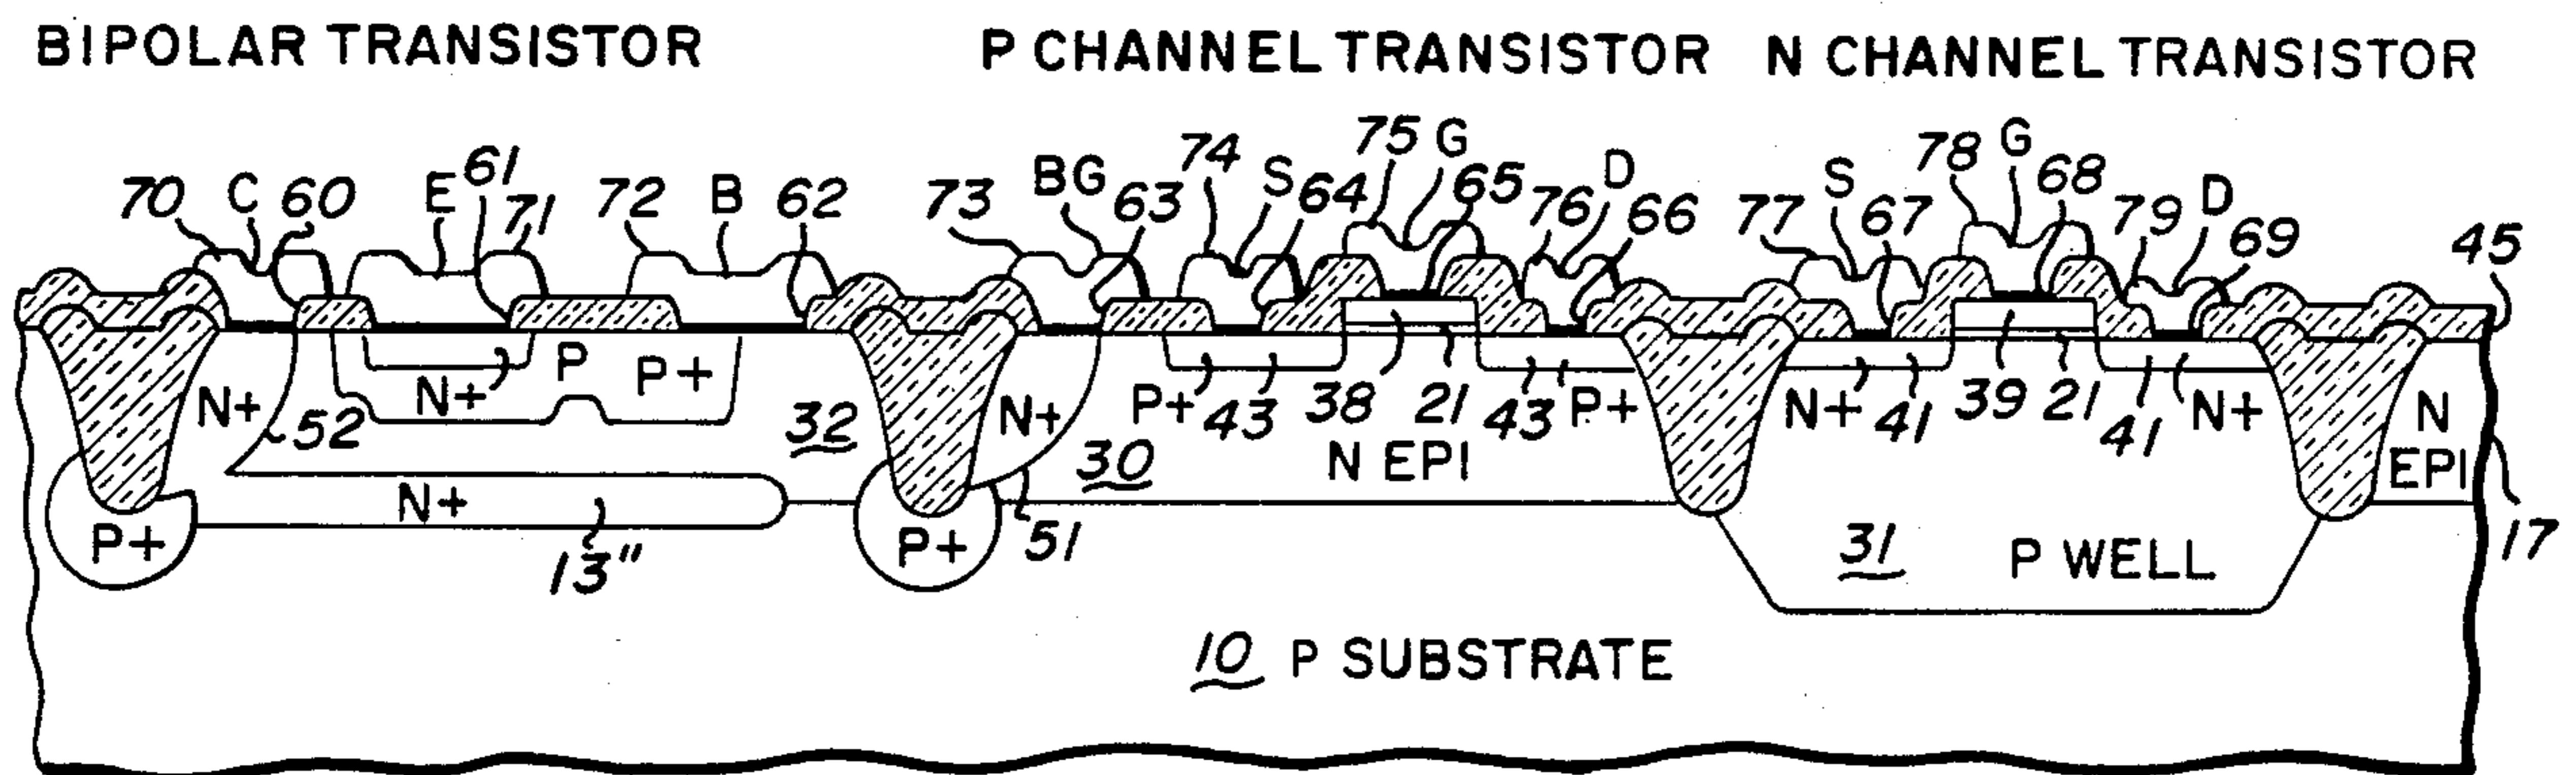 BIPOLAR TRANSISTOR P CHANNEL TRANSISTOR N CHANNEL TRANSISTOR
70 C 60 E 61 71 72 B 62 73 BG 63 74 S 64 75 G 65 76 D 66 77 S 67 78 G 68 79 D 69 45
N+ 52 N+ P P+ 32 N+ 30 P+ 43 38 21 43 P+ N+ 41 39 21 41 N+ N EPI
N EPI
P+ N+ 13" P+ 51 31 P WELL 17
10 P SUBSTRATE